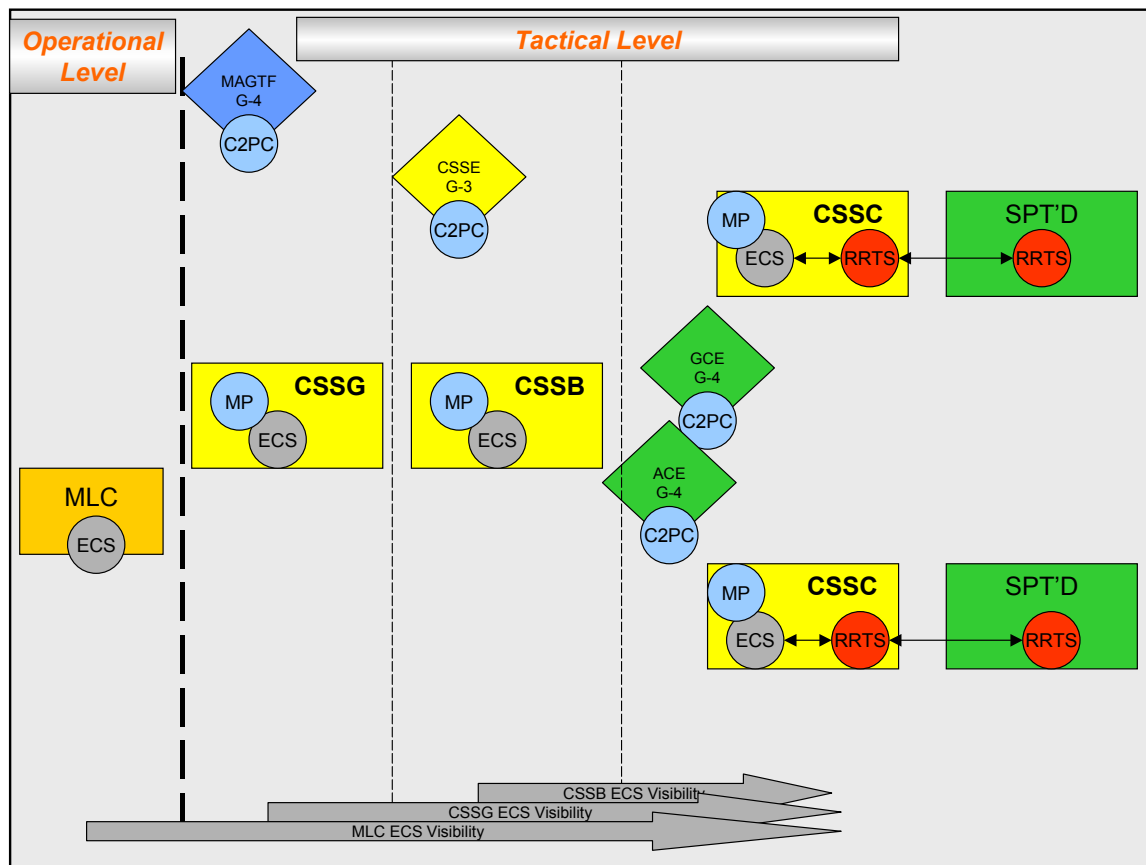 Operational
Level
Tactical Level
MAGTF
G-4
C2PC
CSSE
G-3
C2PC
MP
CSSC
ECS
RRTS
SPT'D
RRTS
GCE
G-4
C2PC
MP
CSSG
ECS
MP
CSSB
ECS
ACE
G-4
C2PC
MLC
ECS
MP
CSSC
ECS
RRTS
SPT'D
RRTS
CSSB ECS Visibility
CSSG ECS Visibility
MLC ECS Visibility